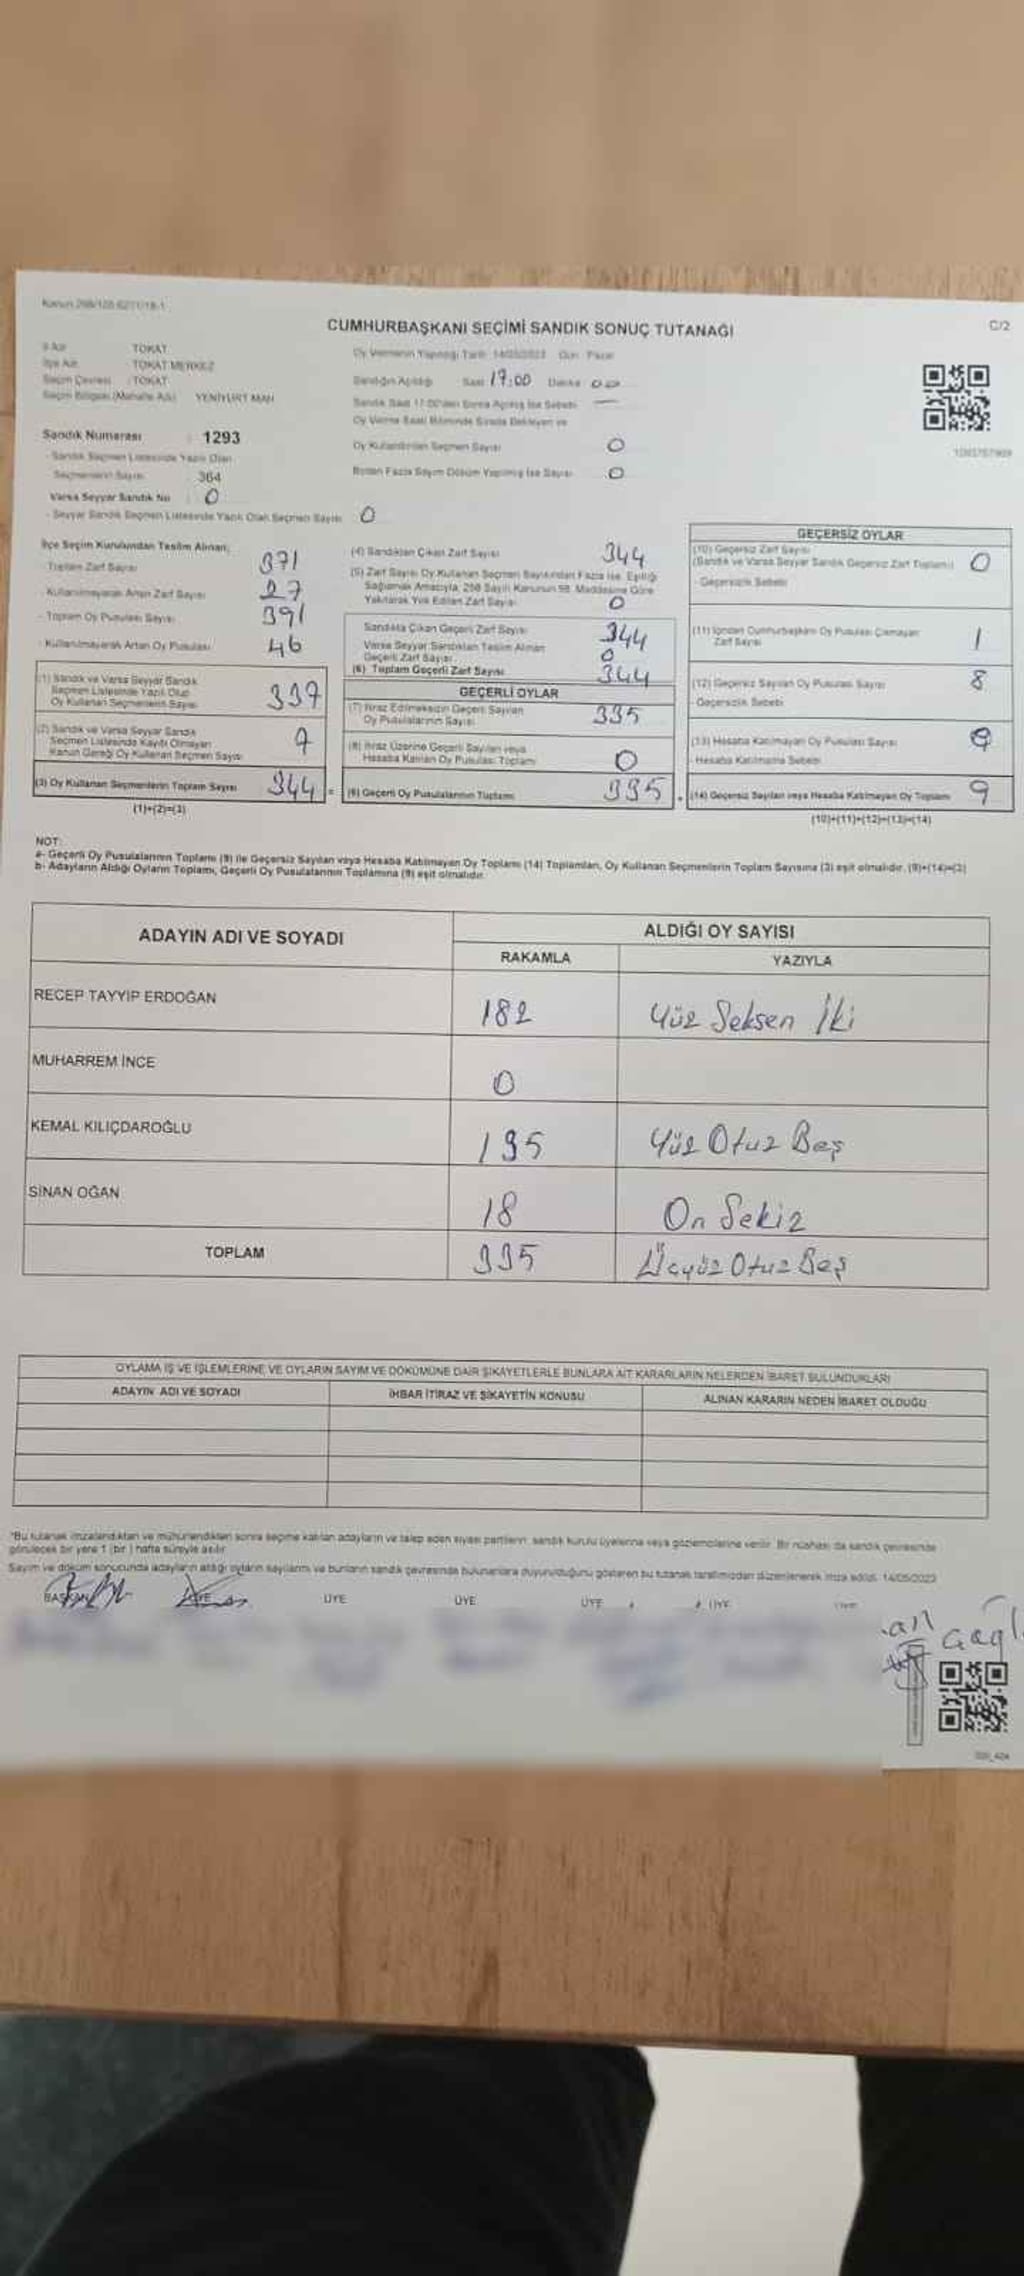 Kanun 298/105 6271/18-1
C/2
CUMHURBAŞKANI SEÇİMİ SANDIK SONUÇ TUTANAĞI
İl Adı TOKAT
İlçe Adı TOKAT MERKEZ
Seçim Çevresi : TOKAT
Seçim Bölgesi (Mahalle Adı) YENİYURT MAH
Oy Vermenin Yapıldığı Tarih 14/05/2023 Gün Pazar
Sandığın Açıldığı Saat 17:00 Dakika 00
Sandık Saat 17:00'den Sonra Açılmış İse Sebebi —
Oy Verme Saati Bitiminde Sırada Bekleyen ve
Oy Kullandırılan Seçmen Sayısı 0
Birden Fazla Sayım Döküm Yapılmış İse Sayısı 0
Sandık Numarası : 1293
- Sandık Seçmen Listesinde Yazılı Olan
Seçmenlerin Sayısı 364
Varsa Seyyar Sandık No : 0
- Seyyar Sandık Seçmen Listesinde Yazılı Olan Seçmen Sayısı 0
İlçe Seçim Kurulundan Teslim Alınan;
- Toplam Zarf Sayısı 371
- Kullanılmayarak Artan Zarf Sayısı 27
- Toplam Oy Pusulası Sayısı 391
- Kullanılmayarak Artan Oy Pusulası 46
(1) Sandık ve Varsa Seyyar Sandık
Seçmen Listesinde Yazılı Olup
Oy Kullanan Seçmenlerin Sayısı 337
(2) Sandık ve Varsa Seyyar Sandık
Seçmen Listesinde Kayıtlı Olmayan
Kanun Gereği Oy Kullanan Seçmen Sayısı 7
(3) Oy Kullanan Seçmenlerin Toplam Sayısı 344
(1)+(2)=(3)
(4) Sandıktan Çıkan Zarf Sayısı 344
(5) Zarf Sayısı Oy Kullanan Seçmen Sayısından Fazla İse, Eşitliği
Sağlamak Amacıyla, 298 Sayılı Kanunun 98. Maddesine Göre
Yakılarak Yok Edilen Zarf Sayısı 0
Sandıkta Çıkan Geçerli Zarf Sayısı 344
Varsa Seyyar Sandıktan Teslim Alınan
Geçerli Zarf Sayısı 0
(6) Toplam Geçerli Zarf Sayısı 344
GEÇERLİ OYLAR
(7) İtiraz Edilmeksizin Geçerli Sayılan
Oy Pusulalarının Sayısı 335
(8) İtiraz Üzerine Geçerli Sayılan veya
Hesaba Katılan Oy Pusulası Toplamı 0
(9) Geçerli Oy Pusulalarının Toplamı 335
GEÇERSİZ OYLAR
(10) Geçersiz Zarf Sayısı
(Sandık ve Varsa Seyyar Sandık Geçersiz Zarf Toplamı) 0
- Geçersizlik Sebebi
(11) İçinden Cumhurbaşkanı Oy Pusulası Çıkmayan
Zarf Sayısı 1
(12) Geçersiz Sayılan Oy Pusulası Sayısı 8
- Geçersizlik Sebebi
(13) Hesaba Katılmayan Oy Pusulası Sayısı
- Hesaba Katılmama Sebebi
(14) Geçersiz Sayılan veya Hesaba Katılmayan Oy Toplamı 9
(10)+(11)+(12)+(13)=(14)
NOT:
a- Geçerli Oy Pusulalarının Toplamı (9) ile Geçersiz Sayılan veya Hesaba Katılmayan Oy Toplamı (14) Toplamları, Oy Kullanan Seçmenlerin Toplam Sayısına (3) eşit olmalıdır. (9)+(14)=(3)
b- Adayların Aldığı Oyların Toplamı, Geçerli Oy Pusulalarının Toplamına (9) eşit olmalıdır.
ADAYIN ADI VE SOYADI ALDIĞI OY SAYISI
RAKAMLA YAZIYLA
RECEP TAYYİP ERDOĞAN 182 Yüz Seksen İki
MUHARREM İNCE 0
KEMAL KILIÇDAROĞLU 135 Yüz Otuz Beş
SİNAN OĞAN 18 On Sekiz
TOPLAM 335 Üçyüz Otuz Beş
OYLAMA İŞ VE İŞLEMLERİNE VE OYLARIN SAYIM VE DÖKÜMÜNE DAİR ŞİKAYETLERLE BUNLARA AİT KARARLARIN NELERDEN İBARET BULUNDUKLARI
ADAYIN ADI VE SOYADI İHBAR İTİRAZ VE ŞİKAYETİN KONUSU ALINAN KARARIN NEDEN İBARET OLDUĞU
*Bu tutanak imzalandıktan ve mühürlendikten sonra seçime katılan adayların ve talep eden siyasi partilerin sandık kurulu üyelerine veya gözlemcilerine verilir. Bir nüshası da sandık çevresinde
görülecek bir yere 1 (bir) hafta süreyle asılır
Sayım ve döküm sonucunda adayların aldığı oyların sayılarını ve bunların sandık çevresinde bulunanlara duyurulduğunu gösteren bu tutanak tarafımızdan düzenlenerek imza edildi. 14/05/2023
BAŞKAN ÜYE ÜYE ÜYE ÜYE ÜYE ÜYE